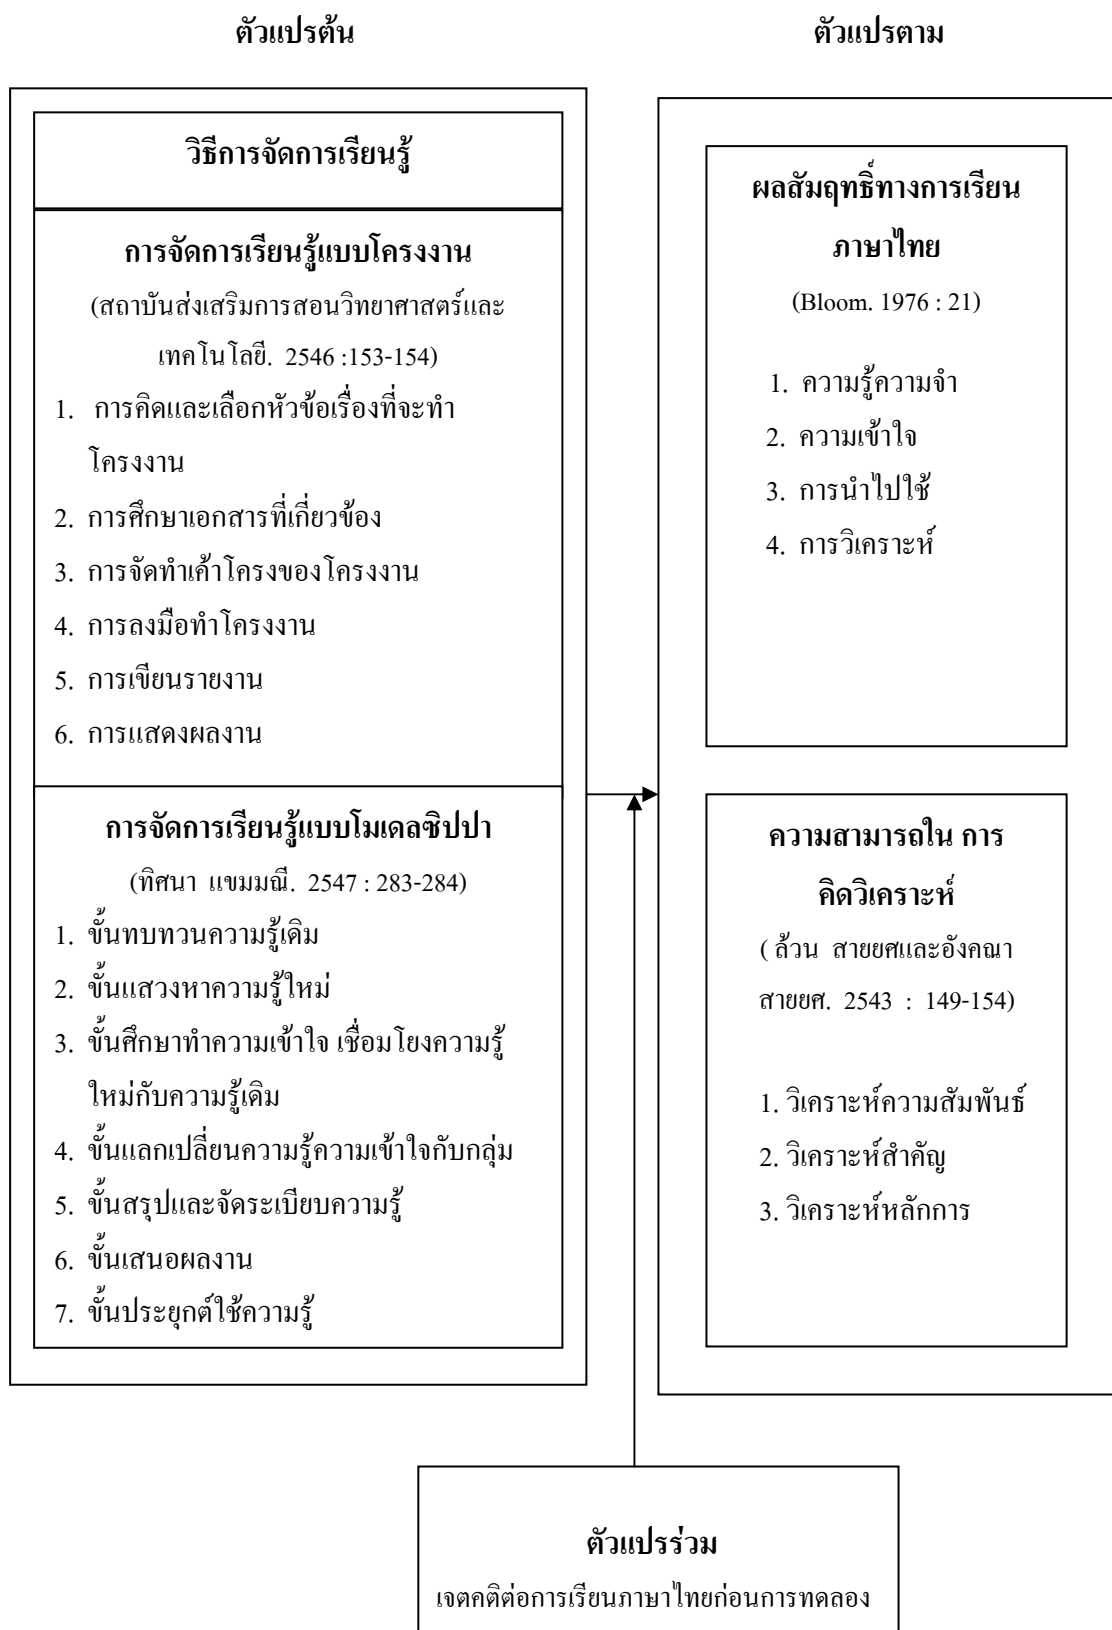 ตัวแปรต้น
ตัวแปรตาม
วิธีการจัดการเรียนรู้
การจัดการเรียนรู้แบบโครงงาน
(สถาบันส่งเสริมการสอนวิทยาศาสตร์และ
เทคโนโลยี. 2546 :153-154)
1. การคิดและเลือกหัวข้อเรื่องที่จะทำ
โครงงาน
2. การศึกษาเอกสารที่เกี่ยวข้อง
3. การจัดทำเค้าโครงของโครงงาน
4. การลงมือทำโครงงาน
5. การเขียนรายงาน
6. การแสดงผลงาน
การจัดการเรียนรู้แบบโมเดลซิปปา
(ทิศนา แขมมณี. 2547 : 283-284)
1. ขั้นทบทวนความรู้เดิม
2. ขั้นแสวงหาความรู้ใหม่
3. ขั้นศึกษาทำความเข้าใจ เชื่อมโยงความรู้
ใหม่กับความรู้เดิม
4. ขั้นแลกเปลี่ยนความรู้ความเข้าใจกับกลุ่ม
5. ขั้นสรุปและจัดระเบียบความรู้
6. ขั้นเสนอผลงาน
7. ขั้นประยุกต์ใช้ความรู้
ผลสัมฤทธิ์ทางการเรียน
ภาษาไทย
(Bloom. 1976 : 21)
1. ความรู้ความจำ
2. ความเข้าใจ
3. การนำไปใช้
4. การวิเคราะห์
ความสามารถใน การ
คิดวิเคราะห์
( ล้วน สายยศและอังคณา
สายยศ. 2543 : 149-154)
1. วิเคราะห์ความสัมพันธ์
2. วิเคราะห์สำคัญ
3. วิเคราะห์หลักการ
ตัวแปรร่วม
เจตคติต่อการเรียนภาษาไทยก่อนการทดลอง